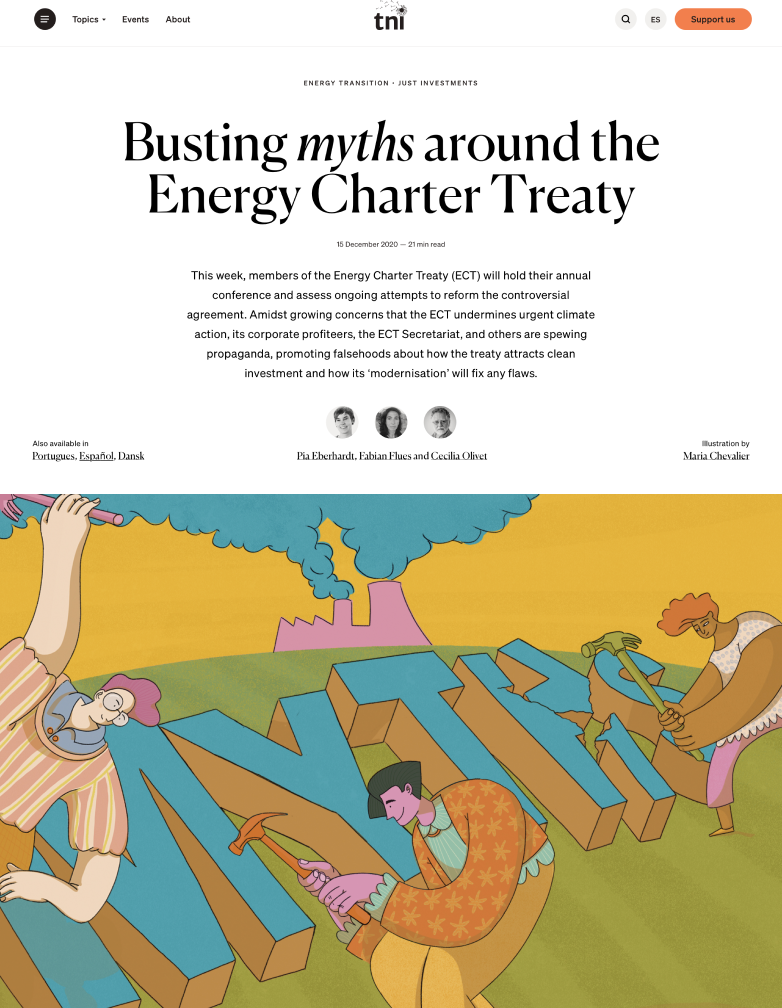 Topics
Events
About
tni
ES
Support us
ENERGY TRANSITION • JUST INVESTMENTS
Busting myths around the
Energy Charter Treaty
15 December 2020 — 21 min read
This week, members of the Energy Charter Treaty (ECT) will hold their annual
conference and assess ongoing attempts to reform the controversial
agreement. Amidst growing concerns that the ECT undermines urgent climate
action, its corporate profiteers, the ECT Secretariat, and others are spewing
propaganda, promoting falsehoods about how the treaty attracts clean
investment and how its ‘modernisation’ will fix any flaws.
Also available in
Portugues, Español, Dansk
Pia Eberhardt, Fabian Flues and Cecilia Olivet
Illustration by
Maria Chevalier
MYTHS